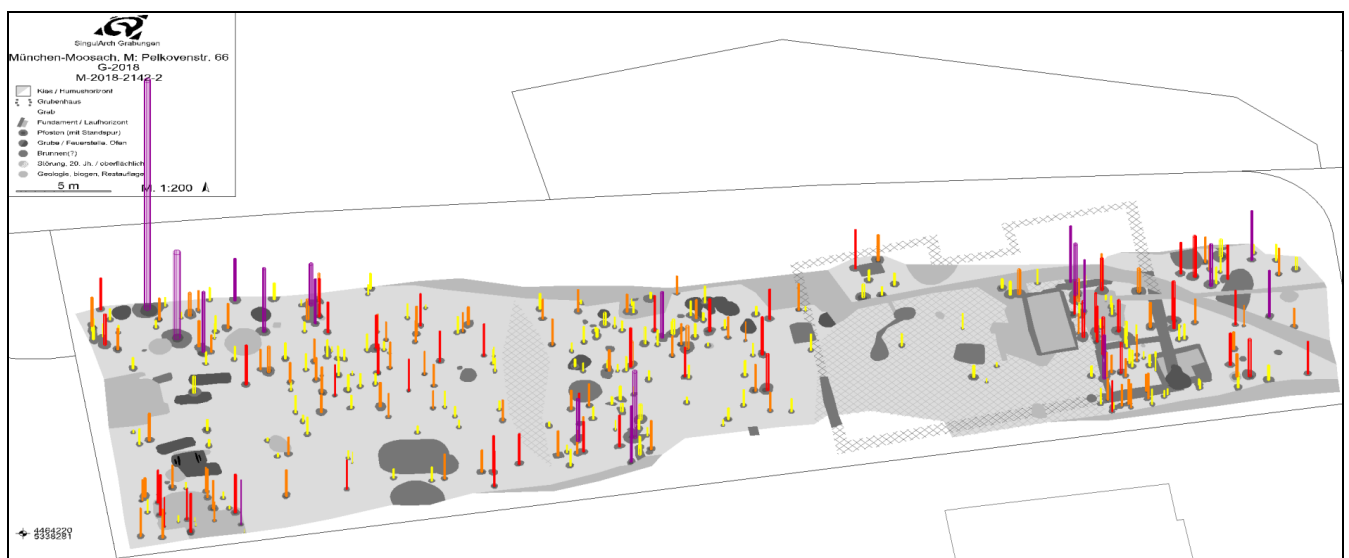 SingulArch Grabungen
München-Moosach, M: Pelkovenstr. 66
G-2018
M-2018-2142-2
Kies / Humushorizont
Grubenhaus
Grab
Fundament / Laufhorizont
Pfosten (mit Standspur)
Grube / Feuerstelle, Ofen
Brunnen(?)
Störung, 20. Jh. / oberflächlich
Geologie, biogen, Restauflage
5 m M. 1:200
4464220
5338281